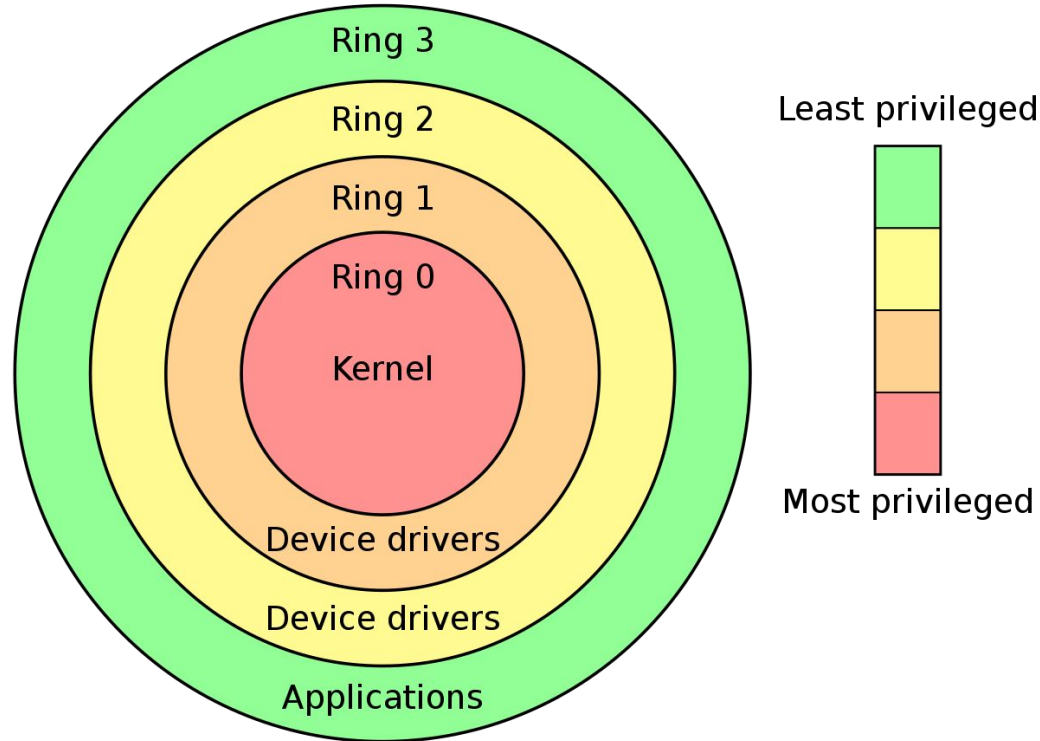 Ring 3
Ring 2
Ring 1
Ring 0
Kernel
Device drivers
Device drivers
Applications
Least privileged
Most privileged